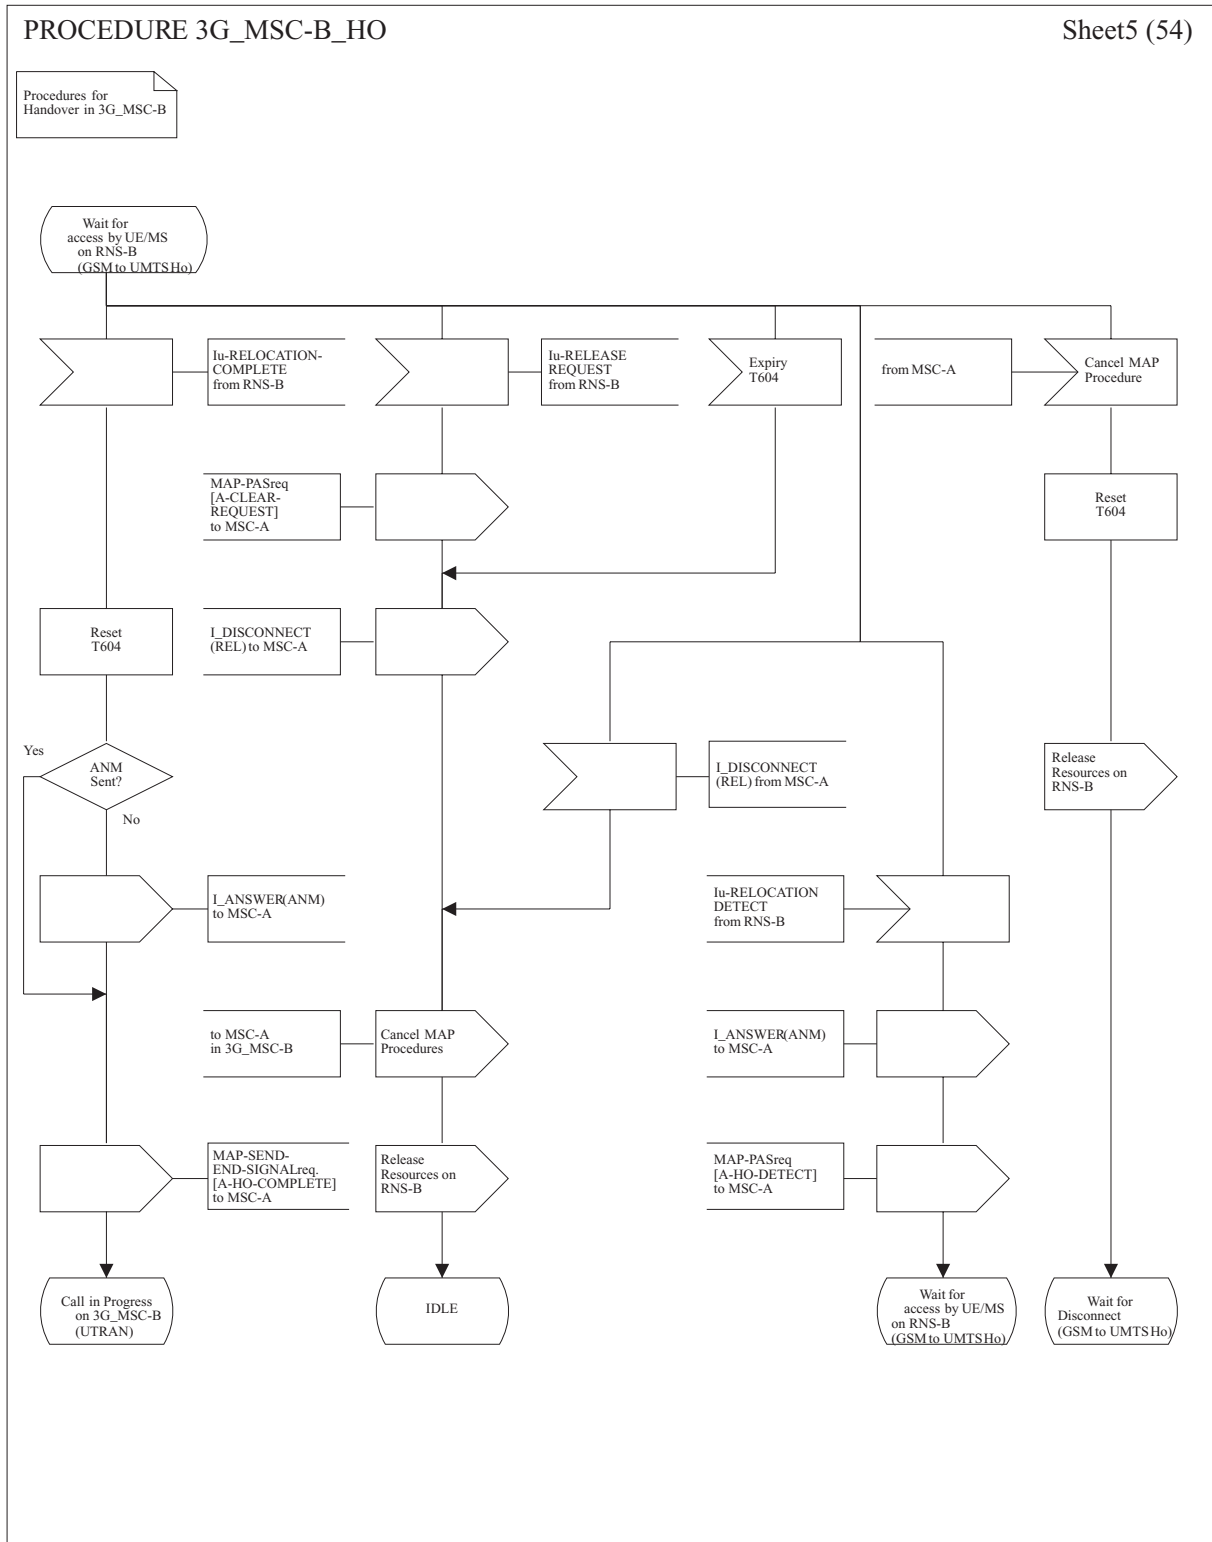 PROCEDURE 3G_MSC-B_HO
Sheet5 (54)
Procedures for
Handover in 3G_MSC-B
Wait for
access by UE/MS
on RNS-B
(GSM to UMTS Ho)
Iu-RELOCATION-
COMPLETE
from RNS-B
Iu-RELEASE
REQUEST
from RNS-B
Expiry
T604
from MSC-A
Cancel MAP
Procedure
MAP-PASreq
[A-CLEAR-
REQUEST]
to MSC-A
Reset
T604
Reset
T604
I_DISCONNECT
(REL) to MSC-A
Yes
ANM
Sent?
No
I_DISCONNECT
(REL) from MSC-A
Release
Resources on
RNS-B
I_ANSWER(ANM)
to MSC-A
Iu-RELOCATION
DETECT
from RNS-B
to MSC-A
in 3G_MSC-B
Cancel MAP
Procedures
I_ANSWER(ANM)
to MSC-A
MAP-SEND-
END-SIGNALreq.
[A-HO-COMPLETE]
to MSC-A
Release
Resources on
RNS-B
MAP-PASreq
[A-HO-DETECT]
to MSC-A
Call in Progress
on 3G_MSC-B
(UTRAN)
IDLE
Wait for
access by UE/MS
on RNS-B
(GSM to UMTS Ho)
Wait for
Disconnect
(GSM to UMTS Ho)